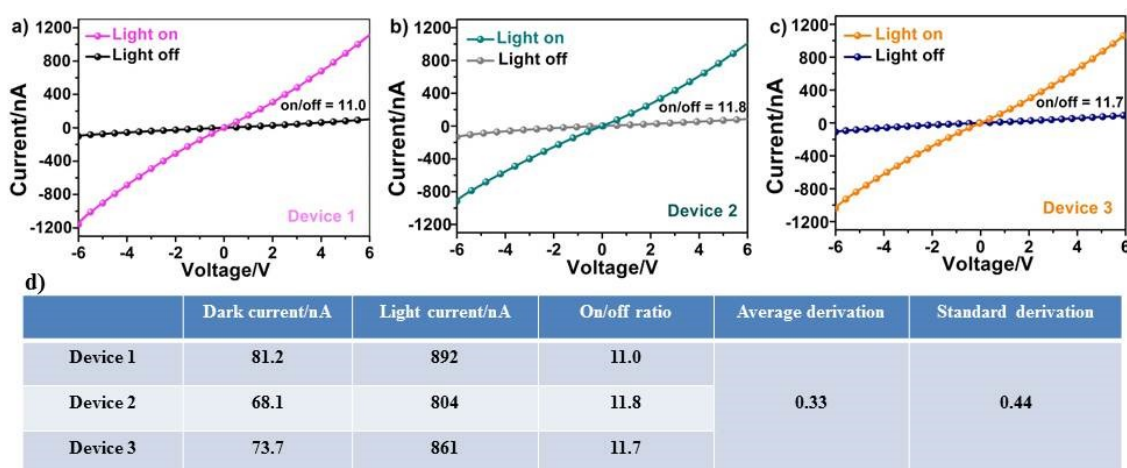 a)
1200
800
400
0
-400
-800
-1200
Current/nA
Light on
Light off
on/off = 11.0
Device 1
-6 -4 -2 0 2 4 6
Voltage/V
b)
1200
800
400
0
-400
-800
-1200
Current/nA
Light on
Light off
on/off = 11.8
Device 2
-6 -4 -2 0 2 4 6
Voltage/V
c)
1200
800
400
0
-400
-800
-1200
Current/nA
Light on
Light off
on/off = 11.7
Device 3
-6 -4 -2 0 2 4 6
Voltage/V
d)
Dark current/nA Light current/nA On/off ratio Average derivation Standard derivation
Device 1 81.2 892 11.0
Device 2 68.1 804 11.8 0.33 0.44
Device 3 73.7 861 11.7